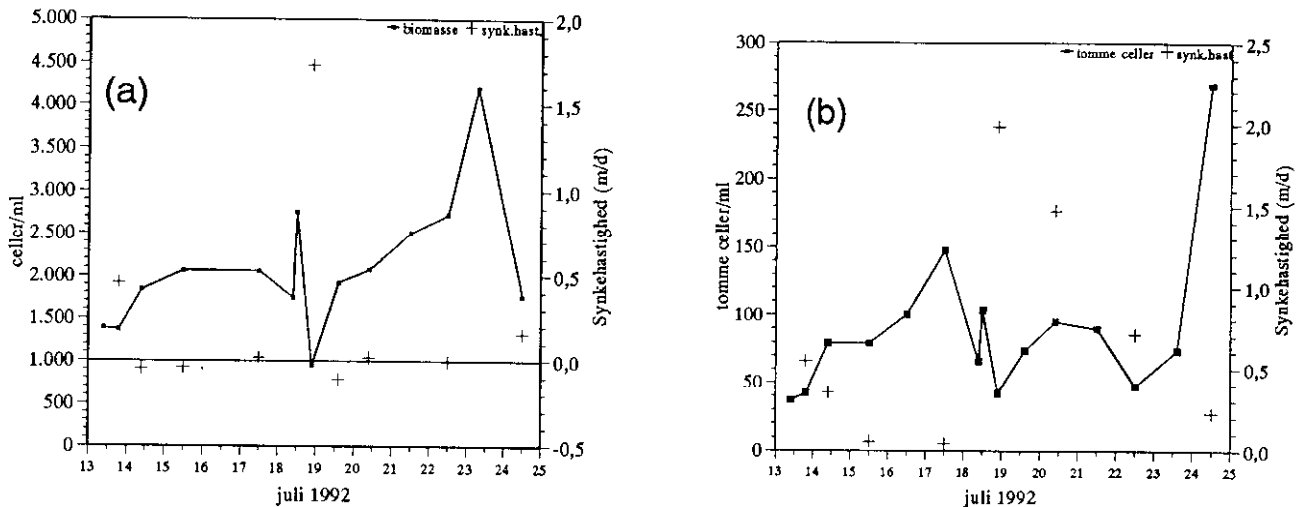 (a)
biomasse synk.hast.
5.000
4.500
4.000
3.500
3.000
2.500
2.000
1.500
1.000
500
0
celler/ml
2,0
1,5
1,0
0,5
0,0
-0,5
Synkehastighed (m/d)
13 14 15 16 17 18 19 20 21 22 23 24 25
juli 1992
(b)
tomme celler synk.hast
300
250
200
150
100
50
0
tomme celler/ml
2,5
2,0
1,5
1,0
0,5
0,0
Synkehastighed (m/d)
13 14 15 16 17 18 19 20 21 22 23 24 25
juli 1992